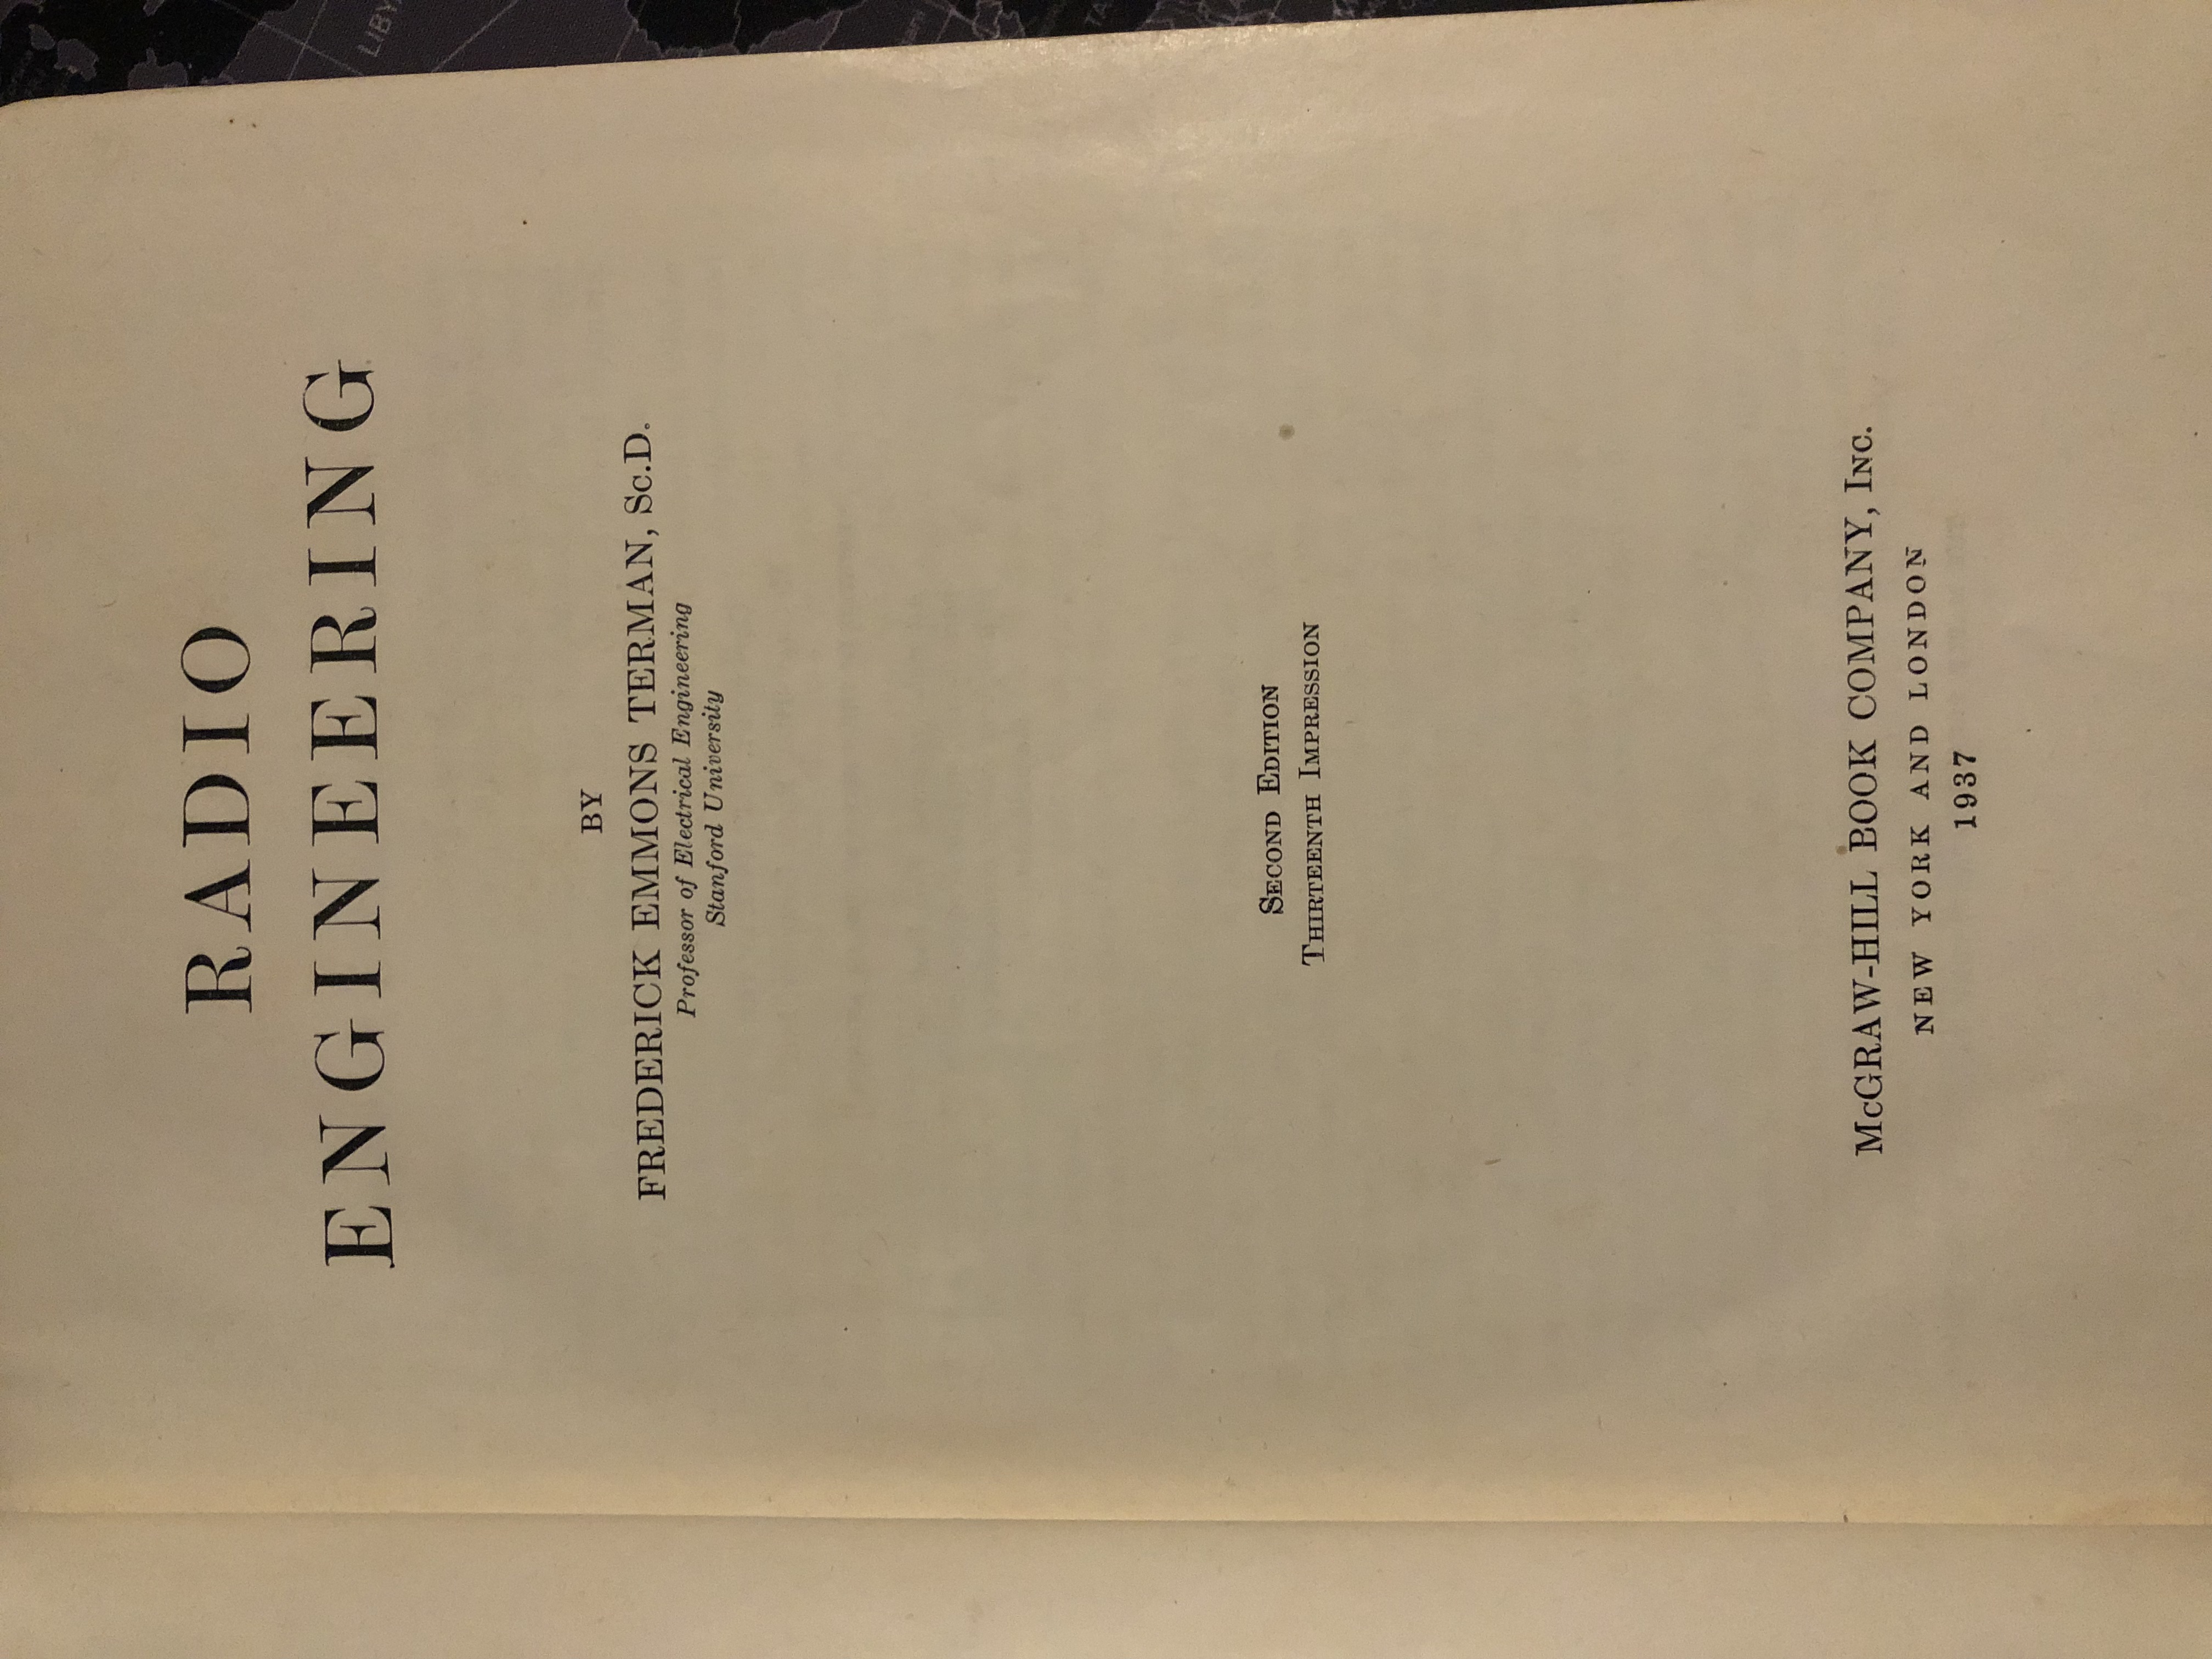 RADIO
ENGINEERING
BY
FREDERICK EMMONS TERMAN, Sc.D.
Professor of Electrical Engineering
Stanford University
SECOND EDITION
THIRTEENTH IMPRESSION
McGRAW-HILL BOOK COMPANY, INC.
NEW YORK AND LONDON
1937